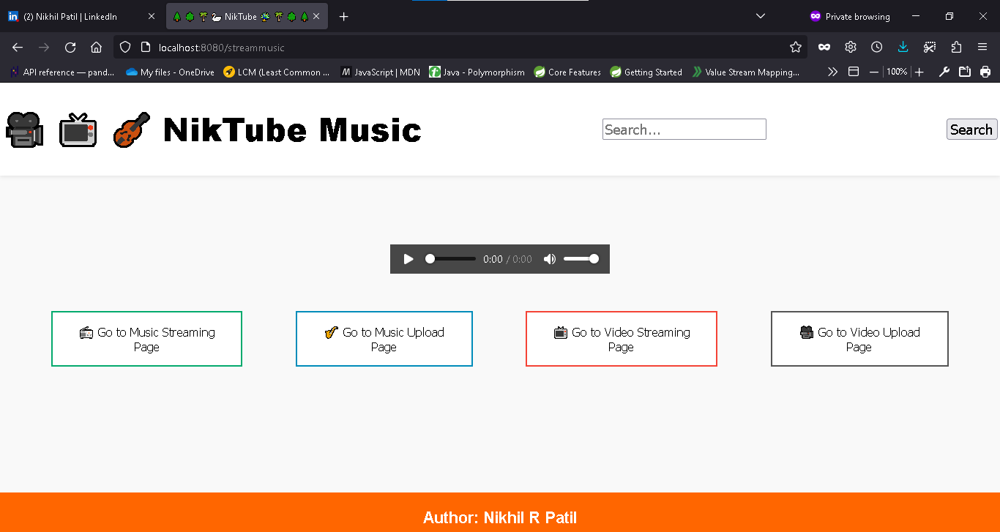 (2) Nikhil Patil | LinkedIn
NikTube
Private browsing
localhost:8080/streammusic
API reference — pand...
My files - OneDrive
LCM (Least Common ...
JavaScript | MDN
Java - Polymorphism
Core Features
Getting Started
Value Stream Mapping...
100%
NikTube Music
Search...
Search
0:00 / 0:00
Go to Music Streaming
Page
Go to Music Upload
Page
Go to Video Streaming
Page
Go to Video Upload
Page
Author: Nikhil R Patil